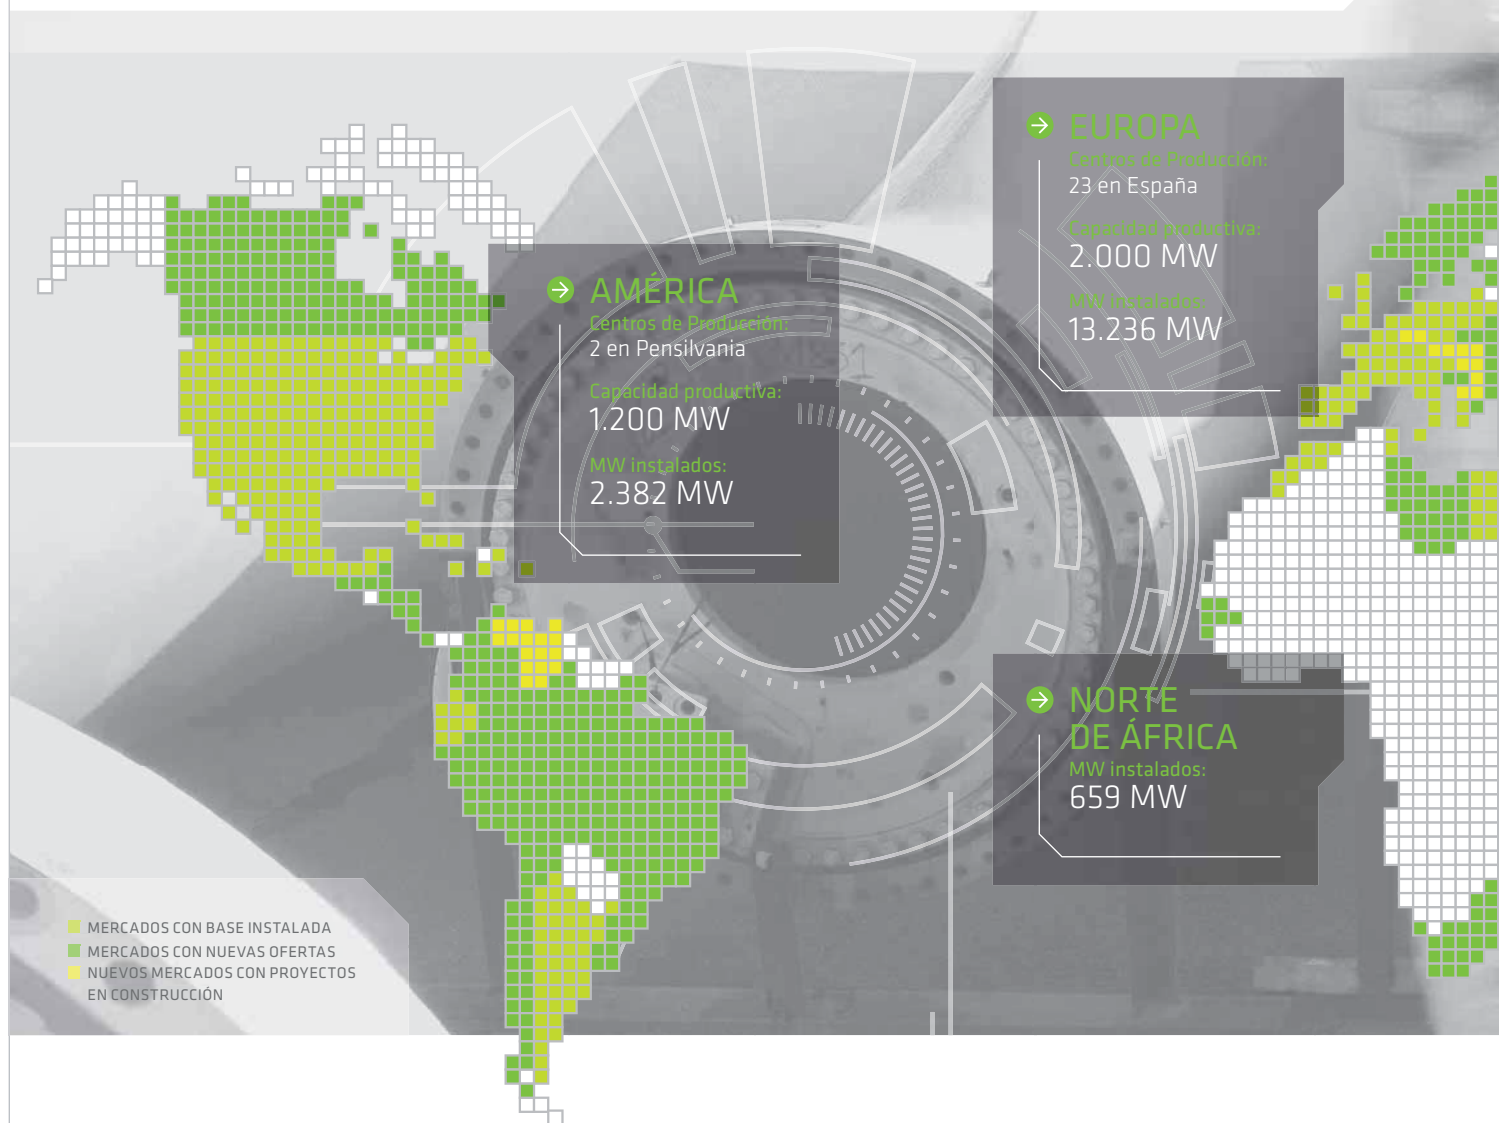 EUROPA
Centros de Producción:
23 en España
Capacidad productiva:
2.000 MW
MW instalados:
13.236 MW
AMÉRICA
Centros de Producción:
2 en Pensilvania
Capacidad productiva:
1.200 MW
MW instalados:
2.382 MW
NORTE
DE ÁFRICA
MW instalados:
659 MW
MERCADOS CON BASE INSTALADA
MERCADOS CON NUEVAS OFERTAS
NUEVOS MERCADOS CON PROYECTOS
EN CONSTRUCCIÓN